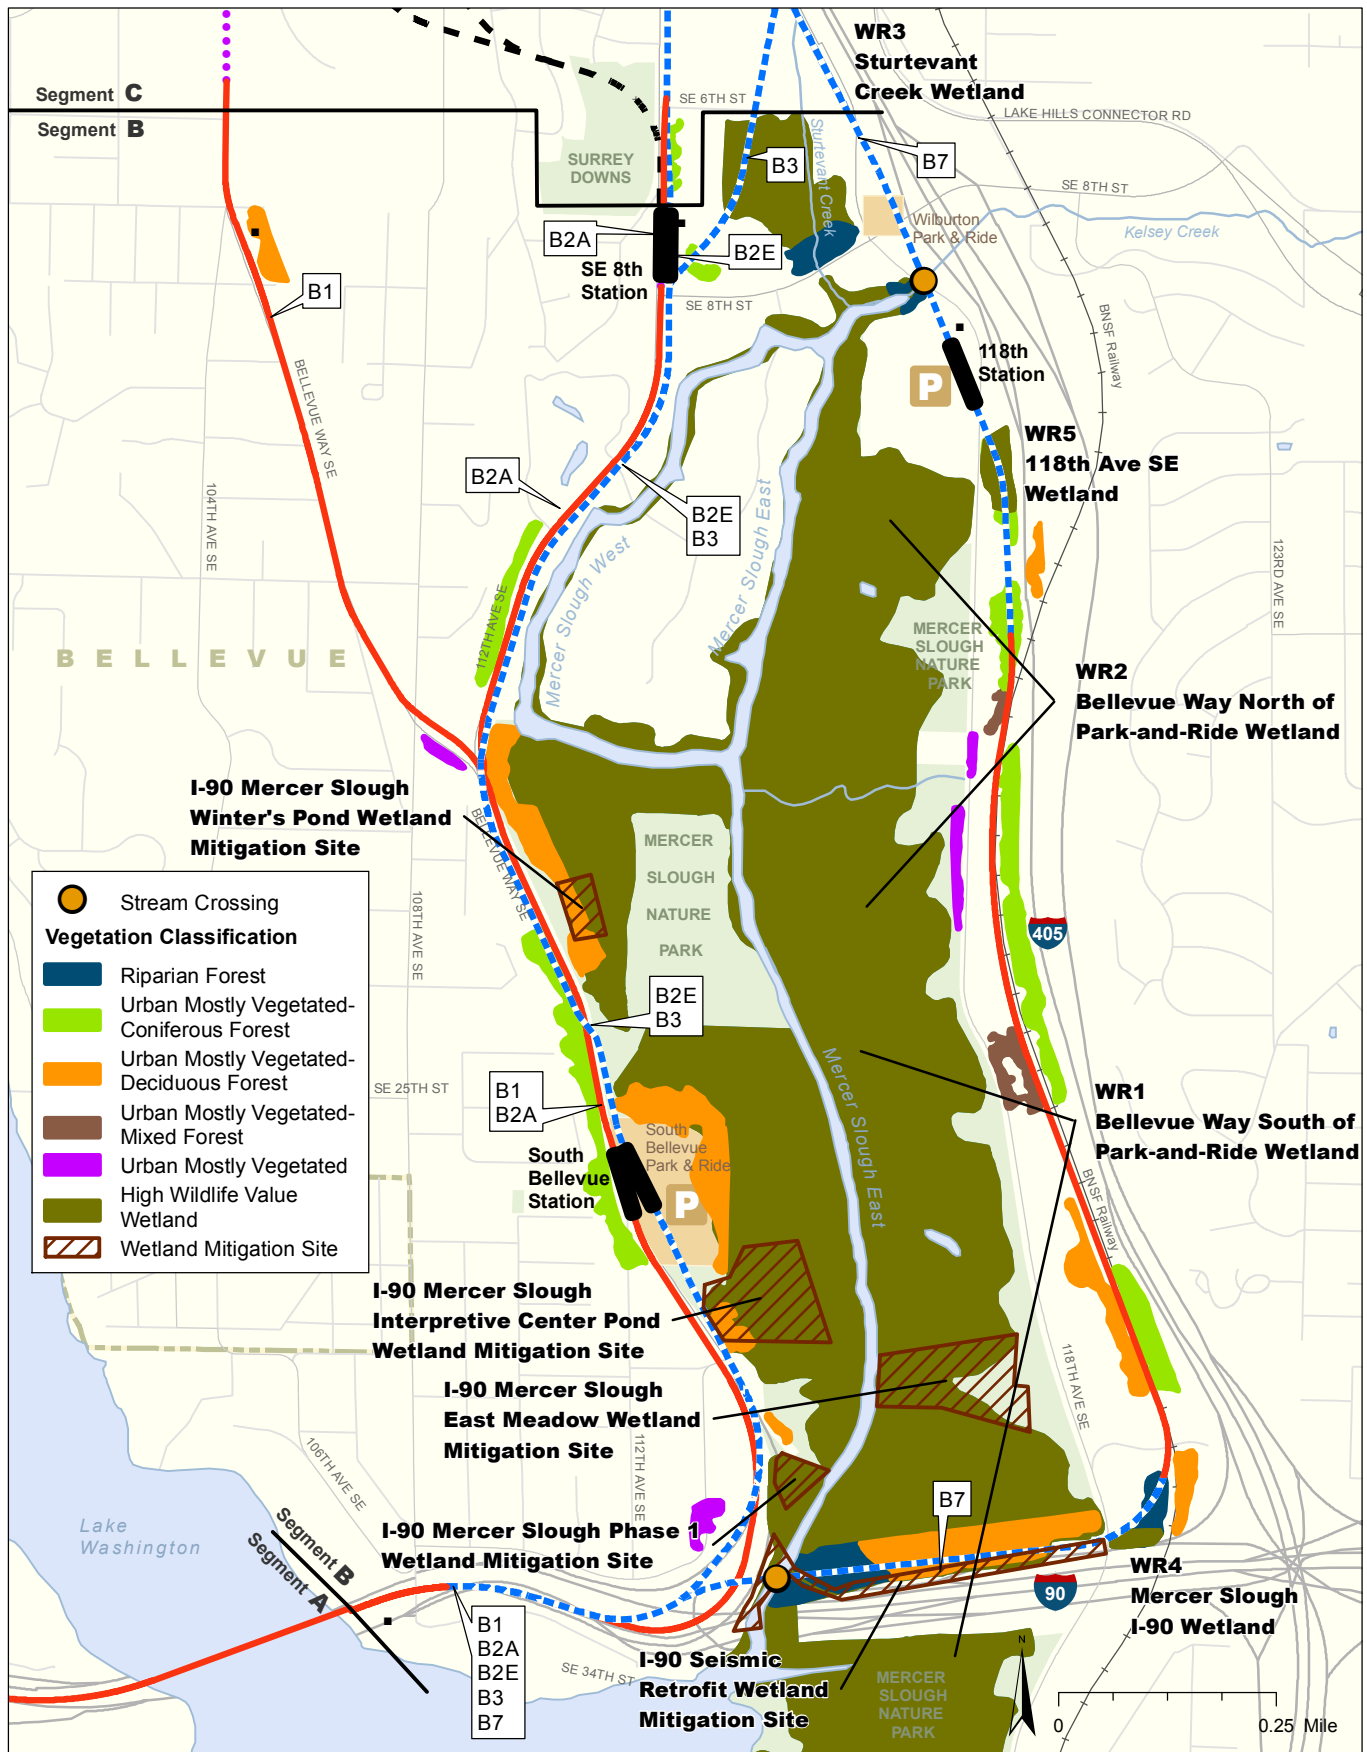 WR3
Sturtevant
Creek Wetland
Segment C
Segment B
SE 6TH ST
LAKE HILLS CONNECTOR RD
SURREY
DOWNS
Sturtevant Creek
B3
B7
SE 8TH ST
Wilburton
Park & Ride
Kelsey Creek
B2A
B2E
SE 8th
Station
B1
SE 8TH ST
BNSF Railway
118th
Station
P
BELLEVUE WAY SE
WR5
118th Ave SE
Wetland
B2A
B2E
B3
104TH AVE SE
Mercer Slough West
Mercer Slough East
123RD AVE SE
112TH AVE SE
MERCER
SLOUGH
NATURE
PARK
BELLEVUE
WR2
Bellevue Way North of
Park-and-Ride Wetland
I-90 Mercer Slough
Winter's Pond Wetland
Mitigation Site
BELLEVUE WAY SE
MERCER
SLOUGH
NATURE
PARK
Stream Crossing
Vegetation Classification
Riparian Forest
Urban Mostly Vegetated-
Coniferous Forest
Urban Mostly Vegetated-
Deciduous Forest
Urban Mostly Vegetated-
Mixed Forest
Urban Mostly Vegetated
High Wildlife Value
Wetland
Wetland Mitigation Site
108TH AVE SE
405
B2E
B3
SE 25TH ST
B1
B2A
Mercer Slough East
WR1
Bellevue Way South of
Park-and-Ride Wetland
South
Bellevue
Station
South
Bellevue
Park & Ride
P
BNSF Railway
I-90 Mercer Slough
Interpretive Center Pond
Wetland Mitigation Site
I-90 Mercer Slough
East Meadow Wetland
Mitigation Site
118TH AVE SE
106TH AVE SE
112TH AVE SE
B7
Lake
Washington
Segment B
Segment A
I-90 Mercer Slough Phase 1
Wetland Mitigation Site
WR4
Mercer Slough
I-90 Wetland
90
B1
B2A
B2E
B3
B7
SE 34TH ST
I-90 Seismic
Retrofit Wetland
Mitigation Site
MERCER
SLOUGH
NATURE
PARK
N
0 0.25 Mile